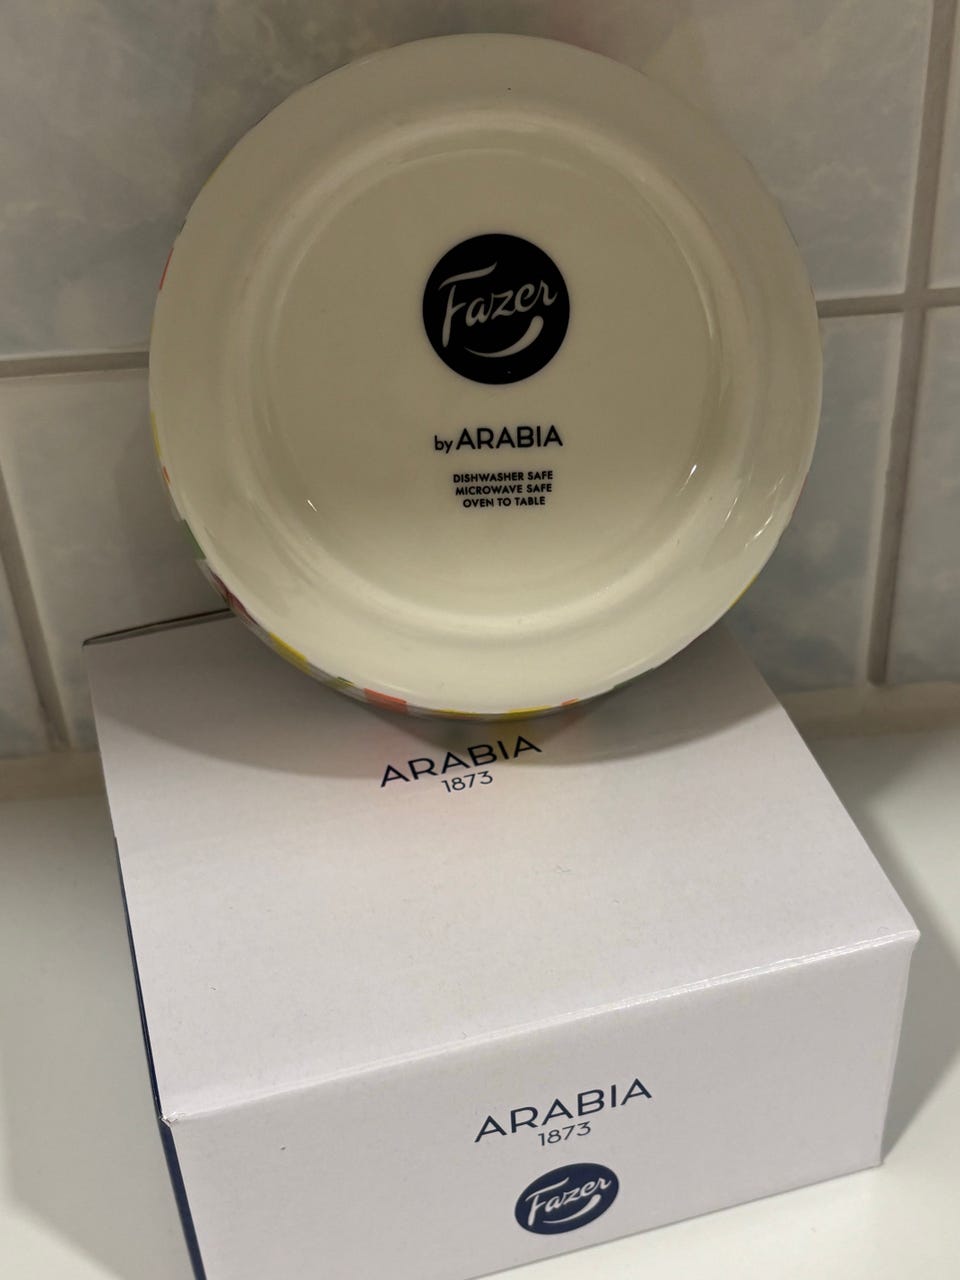 Fazer
by ARABIA
DISHWASHER SAFE
MICROWAVE SAFE
OVEN TO TABLE
ARABIA
1873
ARABIA
1873
Fazer